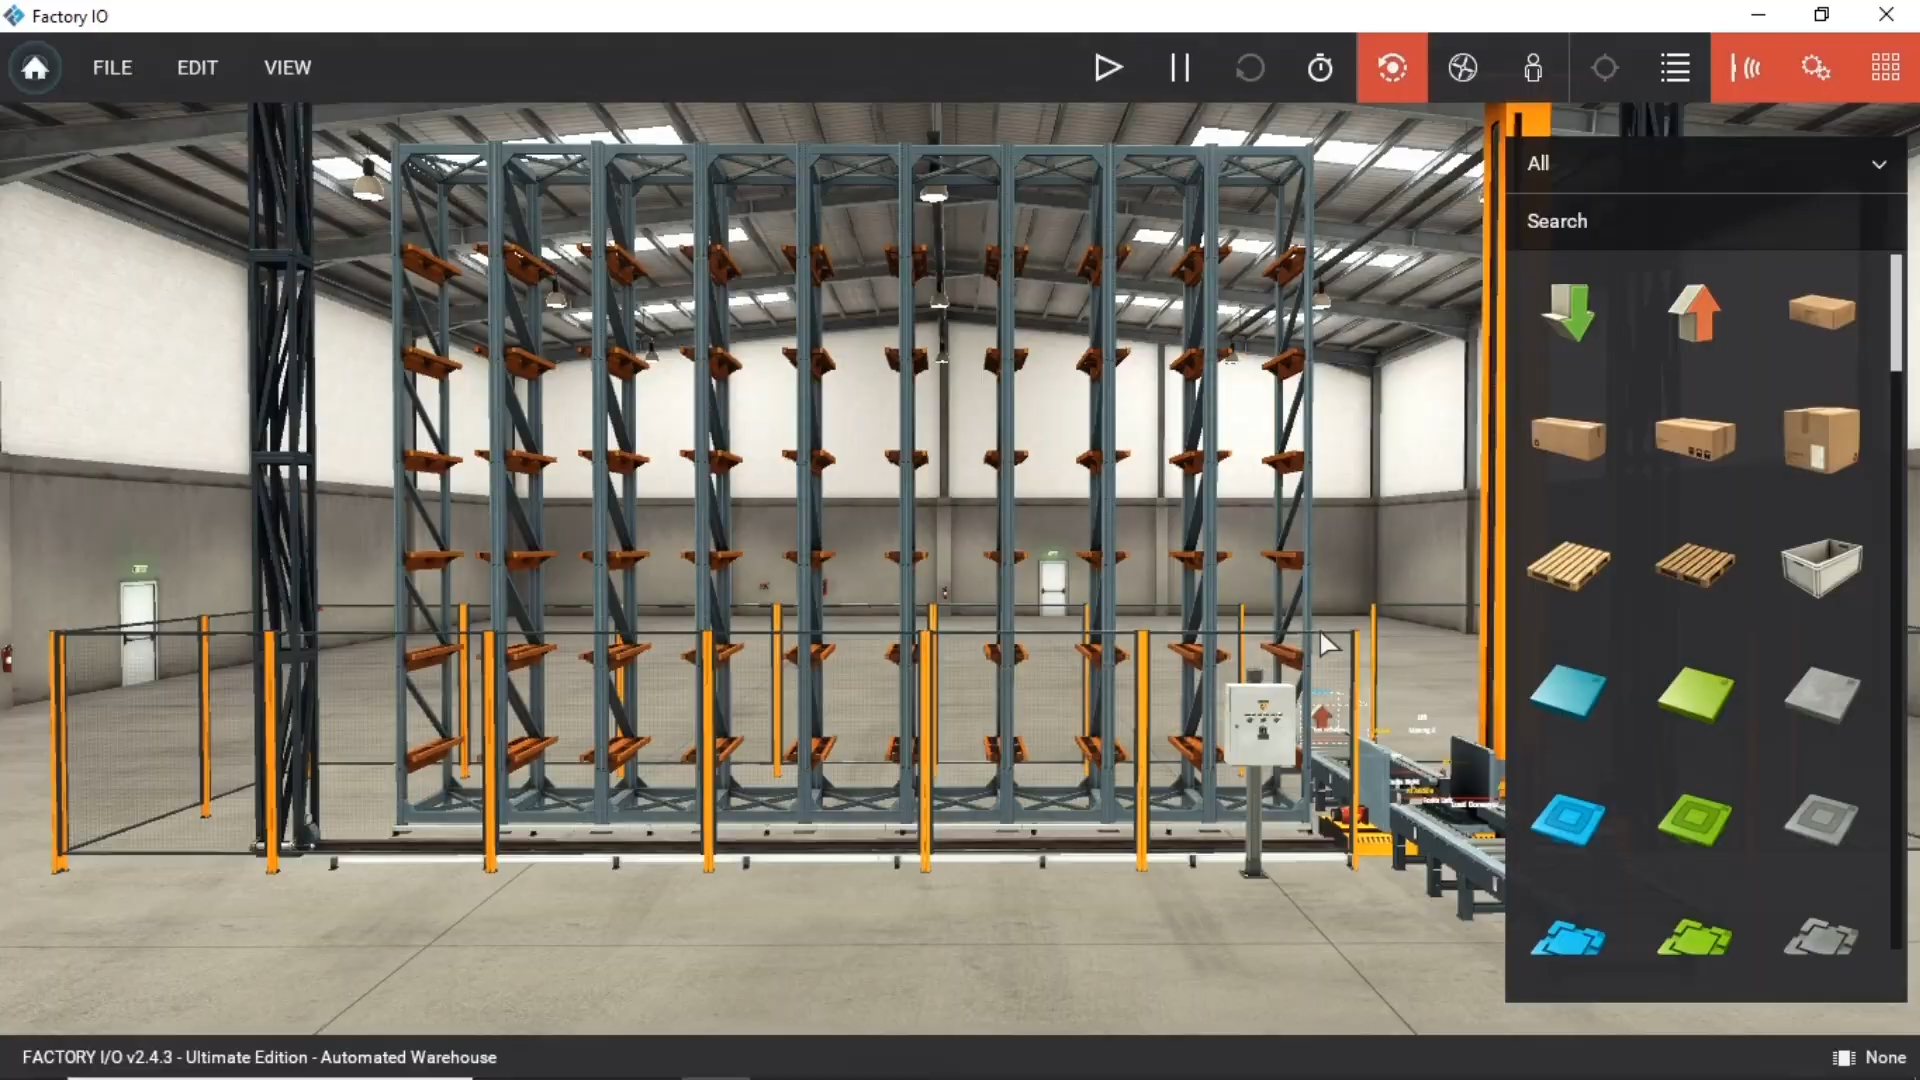 Factory IO
FILE
EDIT
VIEW
All
Search
FACTORY I/O v2.4.3 - Ultimate Edition - Automated Warehouse
None